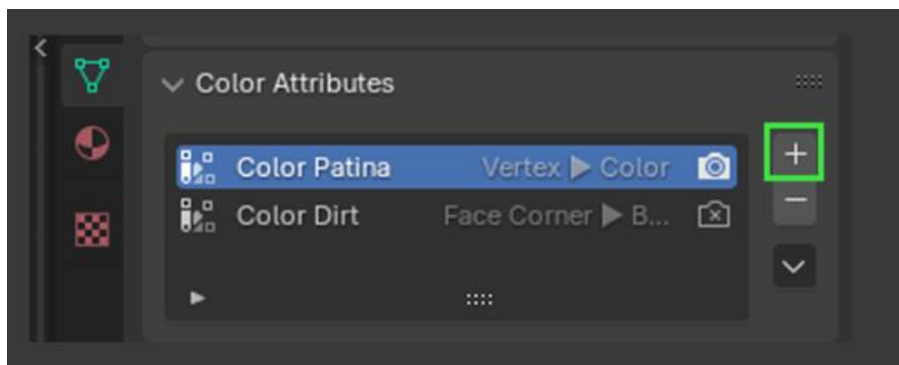 Color Attributes
Color Patina Vertex ▶ Color
Color Dirt Face Corner ▶ B...